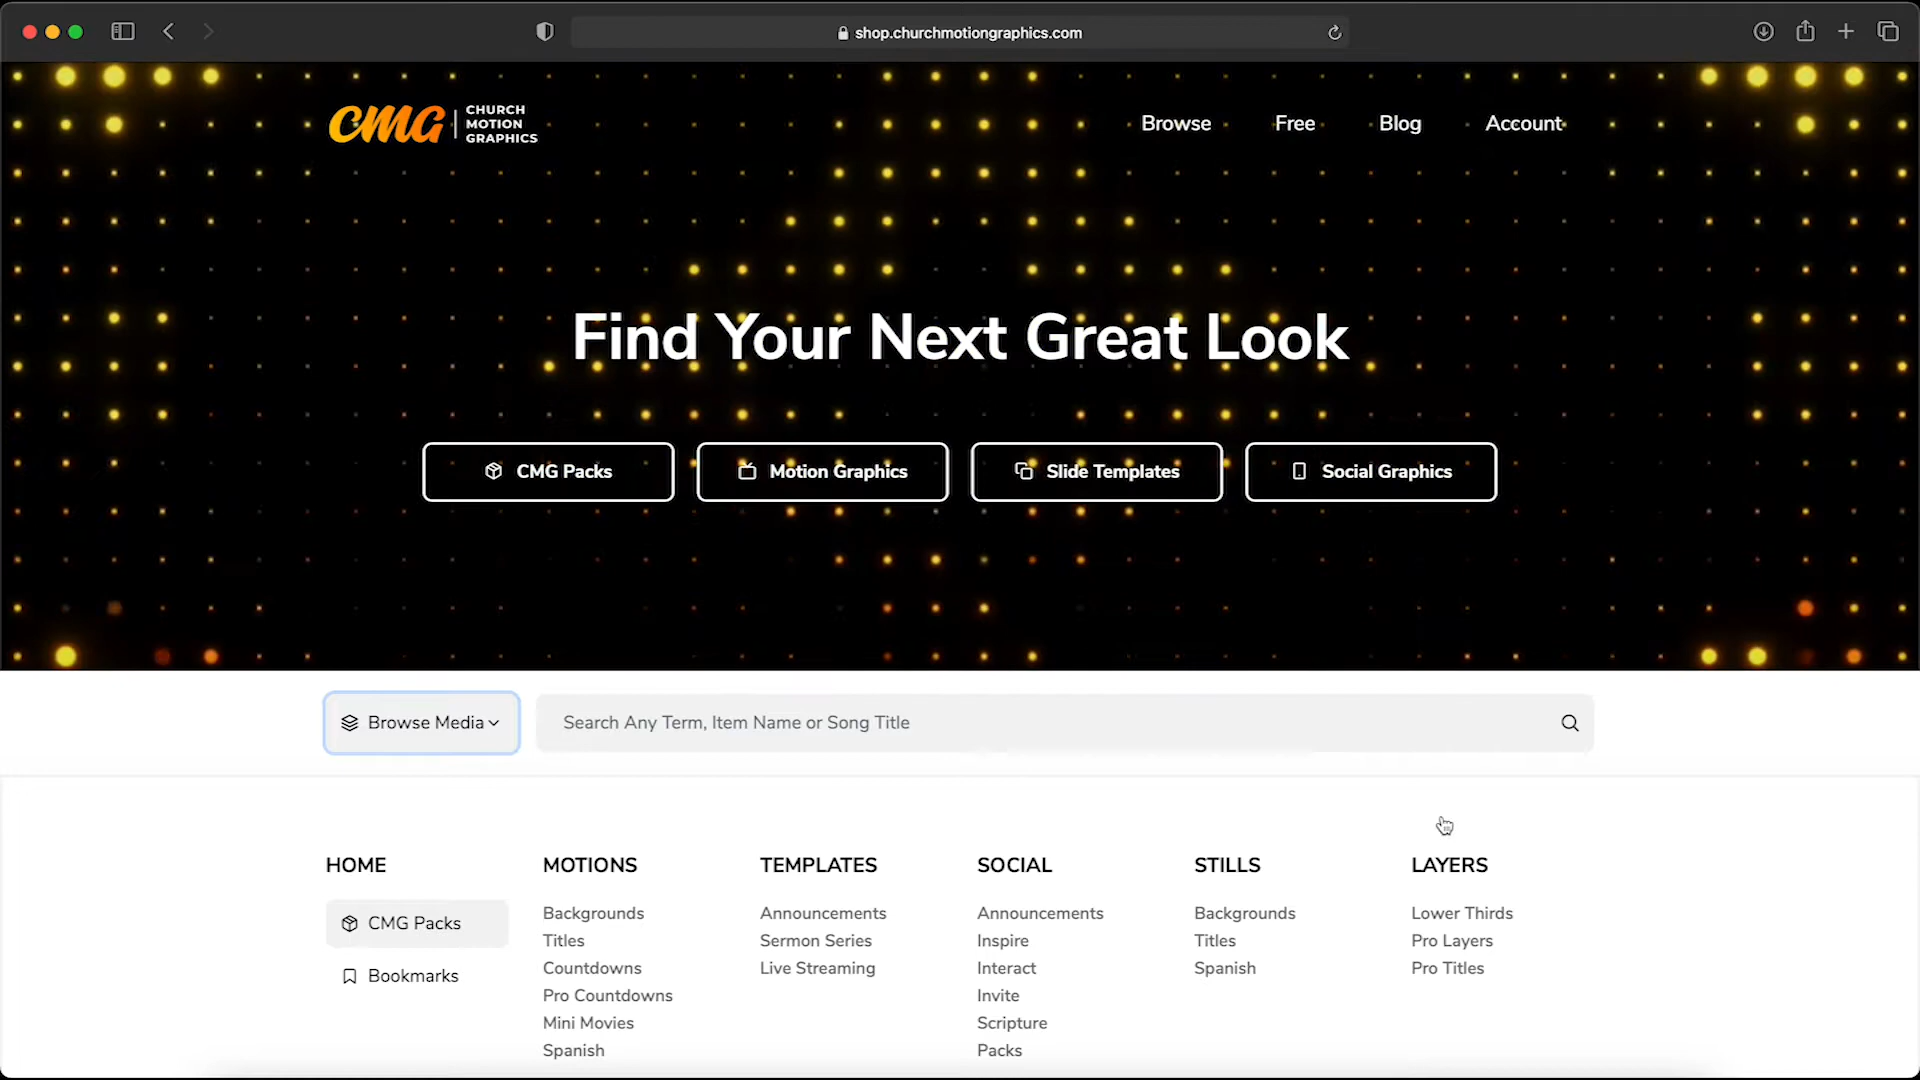 shop.churchmotiongraphics.com
CMG | CHURCH MOTION GRAPHICS
Browse
Free
Blog
Account
Find Your Next Great Look
CMG Packs
Motion Graphics
Slide Templates
Social Graphics
Browse Media
Search Any Term, Item Name or Song Title
HOME
CMG Packs
Bookmarks
MOTIONS
Backgrounds
Titles
Countdowns
Pro Countdowns
Mini Movies
Spanish
TEMPLATES
Announcements
Sermon Series
Live Streaming
SOCIAL
Announcements
Inspire
Interact
Invite
Scripture
Packs
STILLS
Backgrounds
Titles
Spanish
LAYERS
Lower Thirds
Pro Layers
Pro Titles